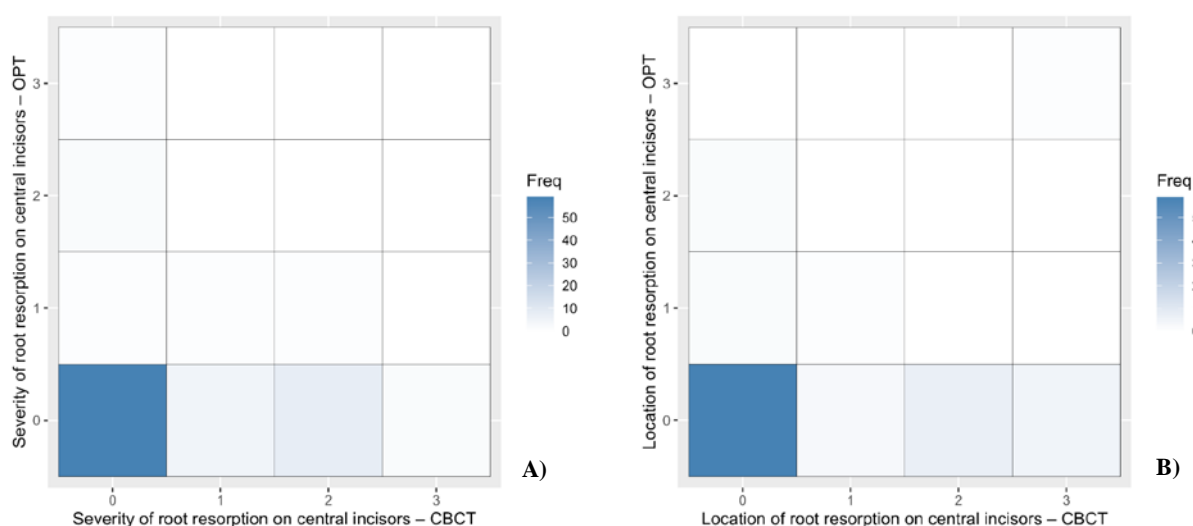 Severity of root resorption on central incisors – OPT
3
2
1
0
0
1
2
3
Severity of root resorption on central incisors – CBCT
Freq
50
40
30
20
10
0
A)
Location of root resorption on central incisors – OPT
3
2
1
0
0
1
2
3
Location of root resorption on central incisors – CBCT
Freq
B)